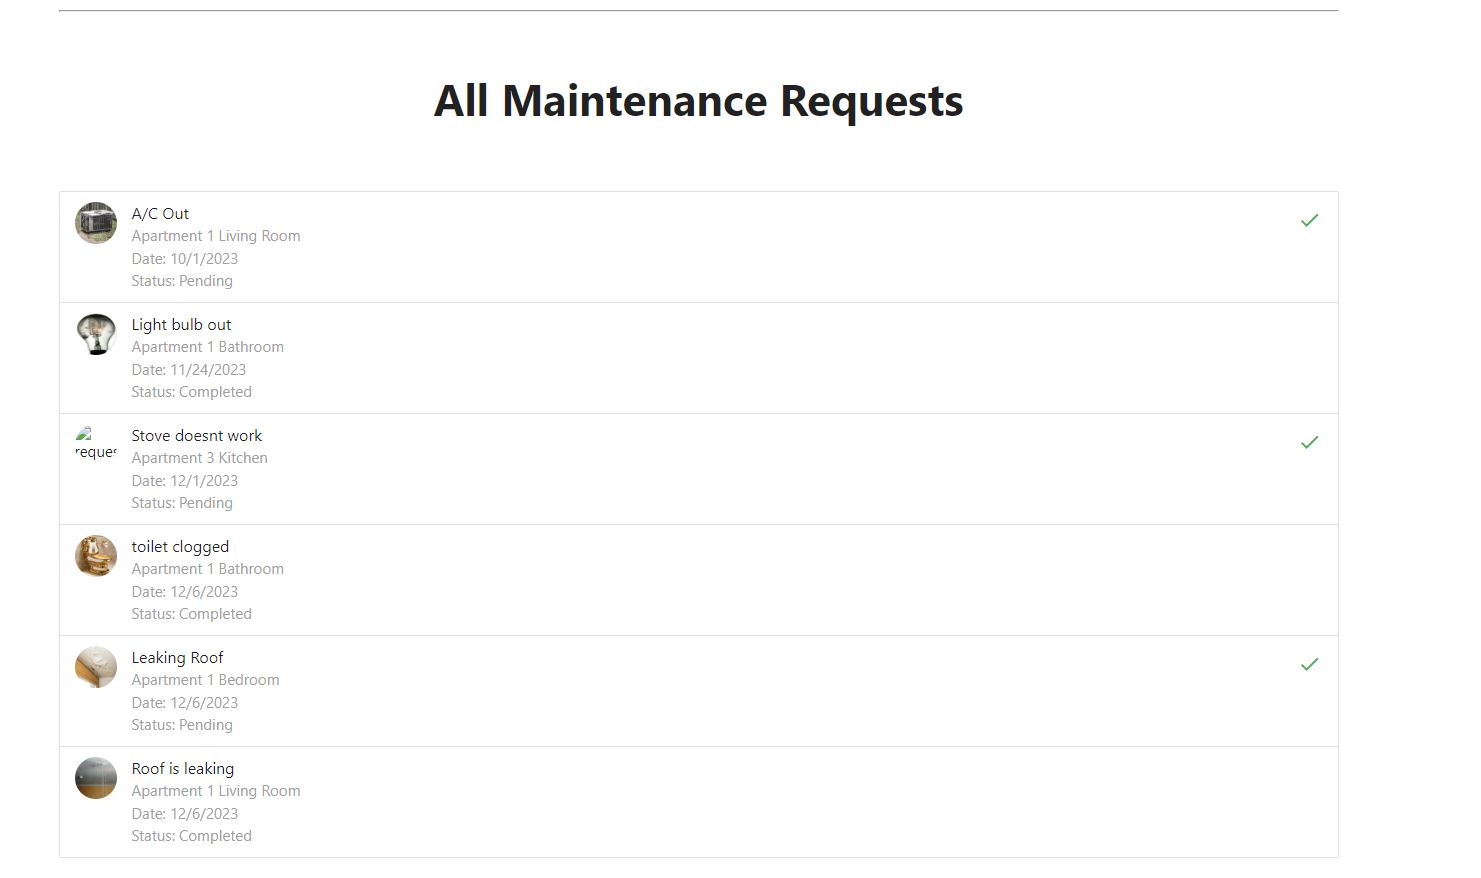 All Maintenance Requests
A/C Out
Apartment 1 Living Room
Date: 10/1/2023
Status: Pending
Light bulb out
Apartment 1 Bathroom
Date: 11/24/2023
Status: Completed
reques
Stove doesnt work
Apartment 3 Kitchen
Date: 12/1/2023
Status: Pending
toilet clogged
Apartment 1 Bathroom
Date: 12/6/2023
Status: Completed
Leaking Roof
Apartment 1 Bedroom
Date: 12/6/2023
Status: Pending
Roof is leaking
Apartment 1 Living Room
Date: 12/6/2023
Status: Completed